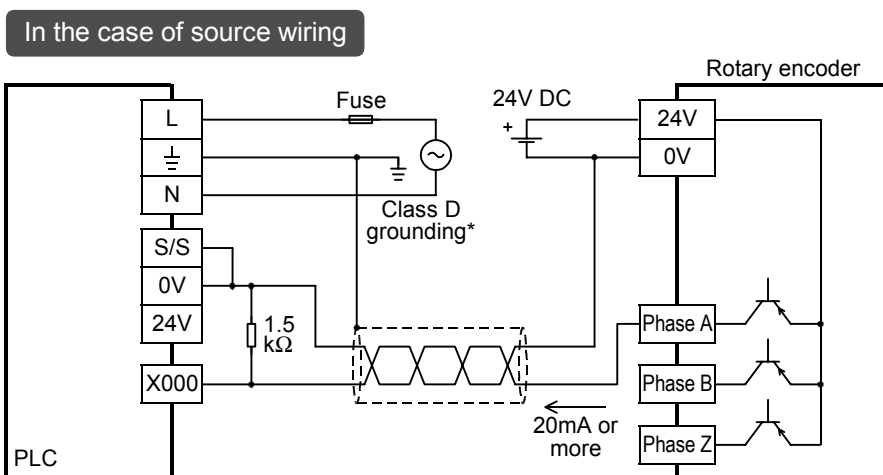 In the case of source wiring
Rotary encoder
Fuse
24V DC
L
24V
+
0V
N
Class D
grounding*
S/S
0V
24V
1.5
kΩ
Phase A
X000
Phase B
20mA or
more
Phase Z
PLC